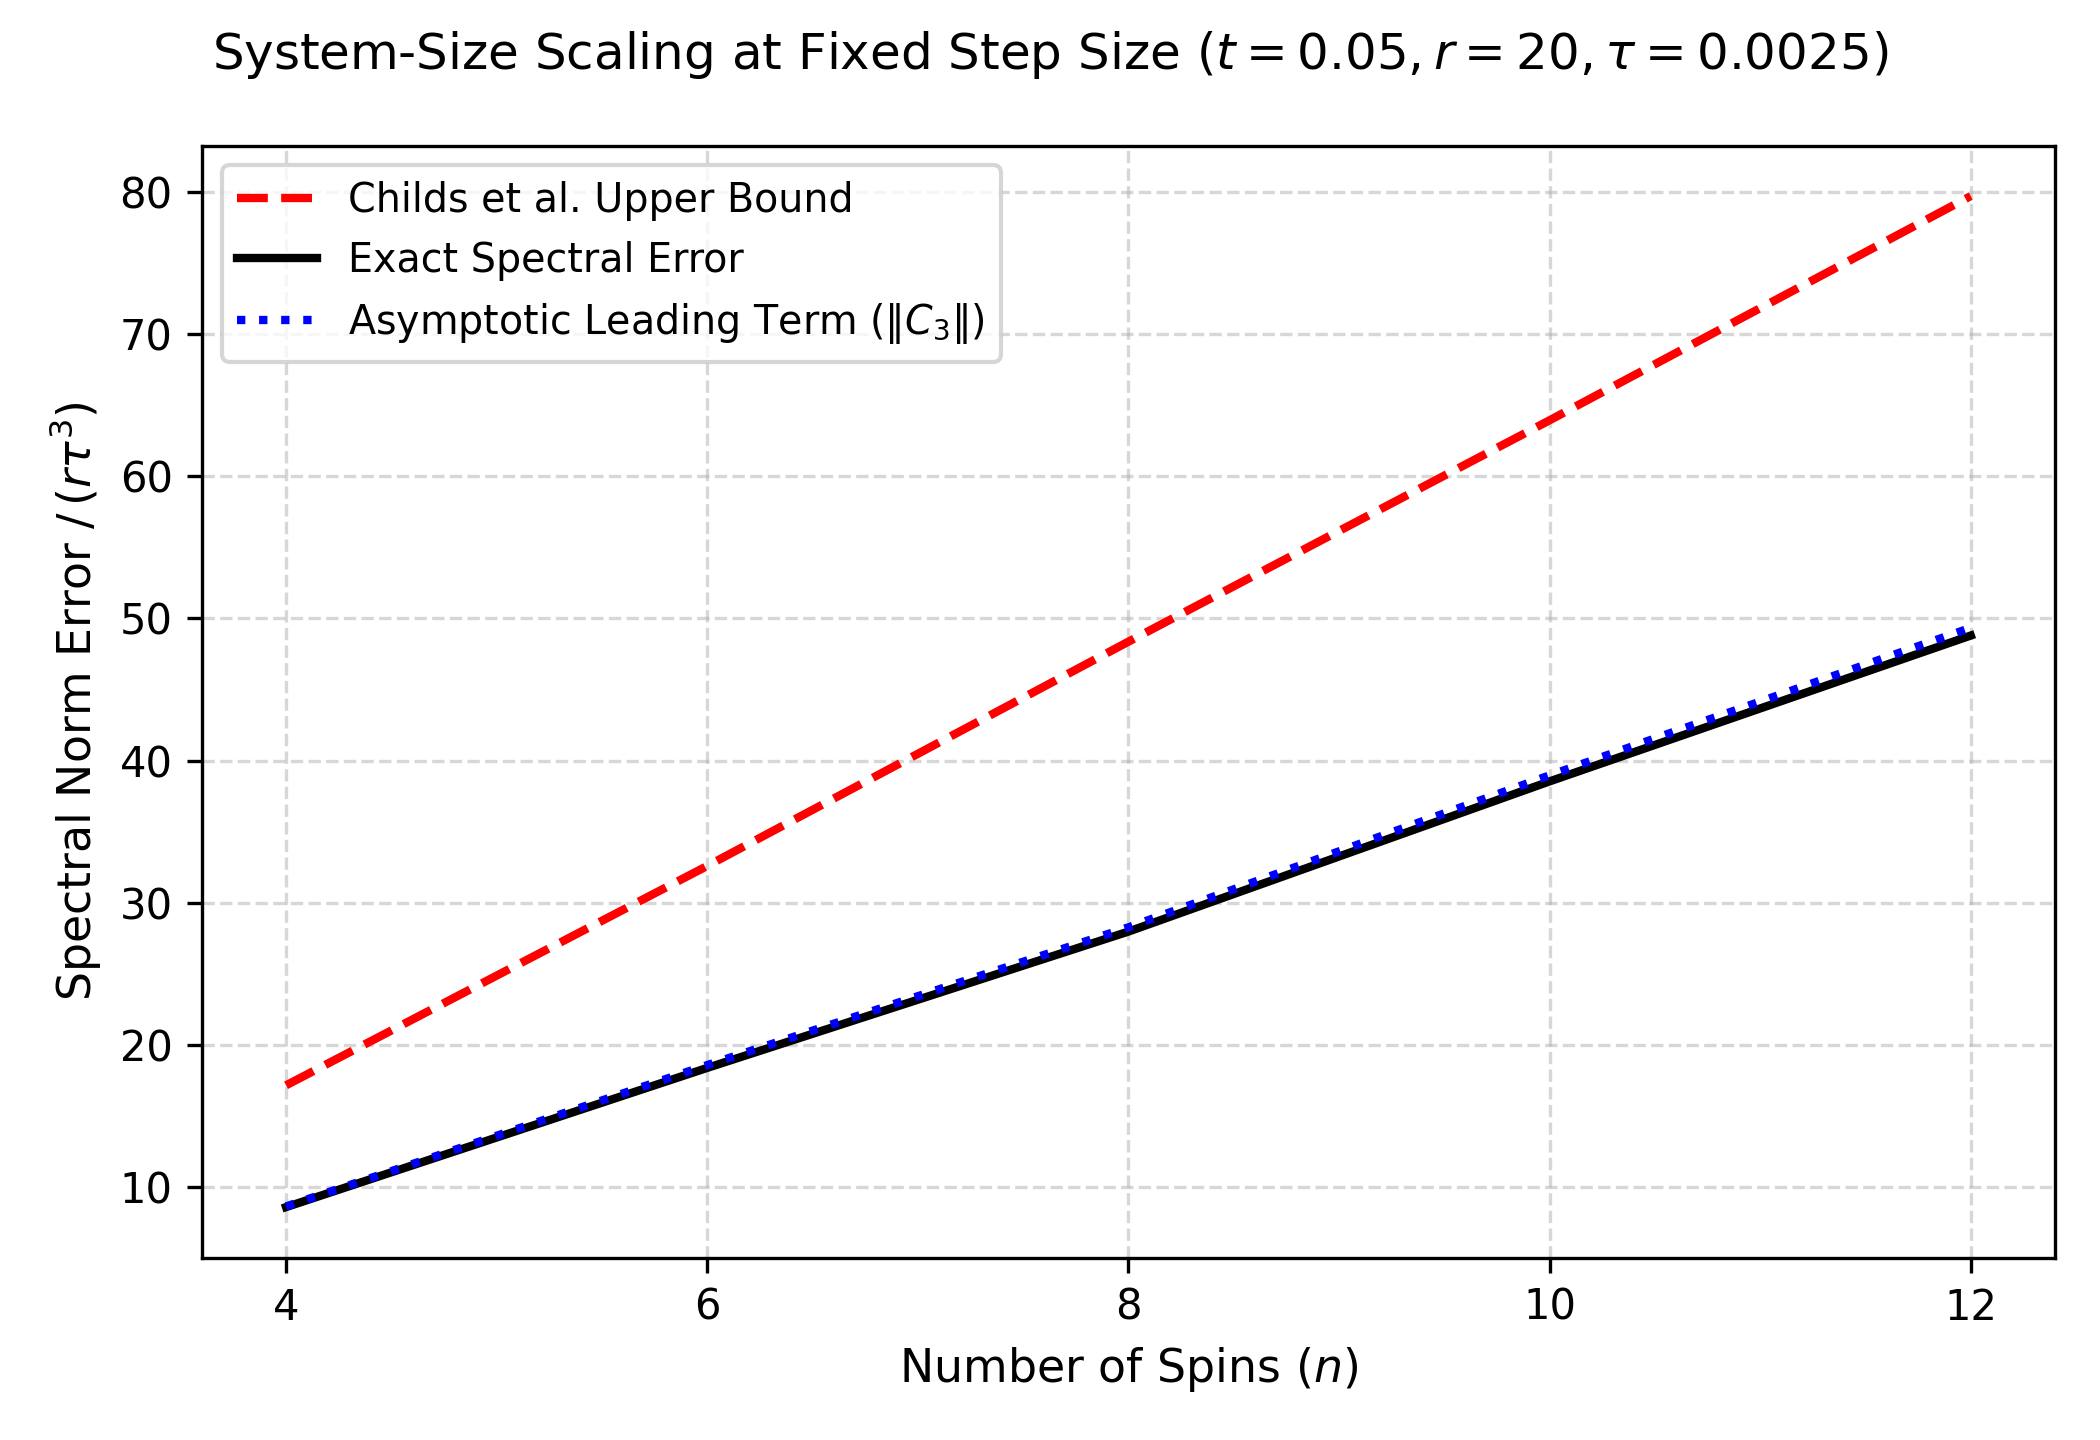 System-Size Scaling at Fixed Step Size (t = 0.05, r = 20, τ = 0.0025)
Childs et al. Upper Bound
Exact Spectral Error
Asymptotic Leading Term (‖C₃‖)
Spectral Norm Error / (rτ³)
80
70
60
50
40
30
20
10
4 6 8 10 12
Number of Spins (n)